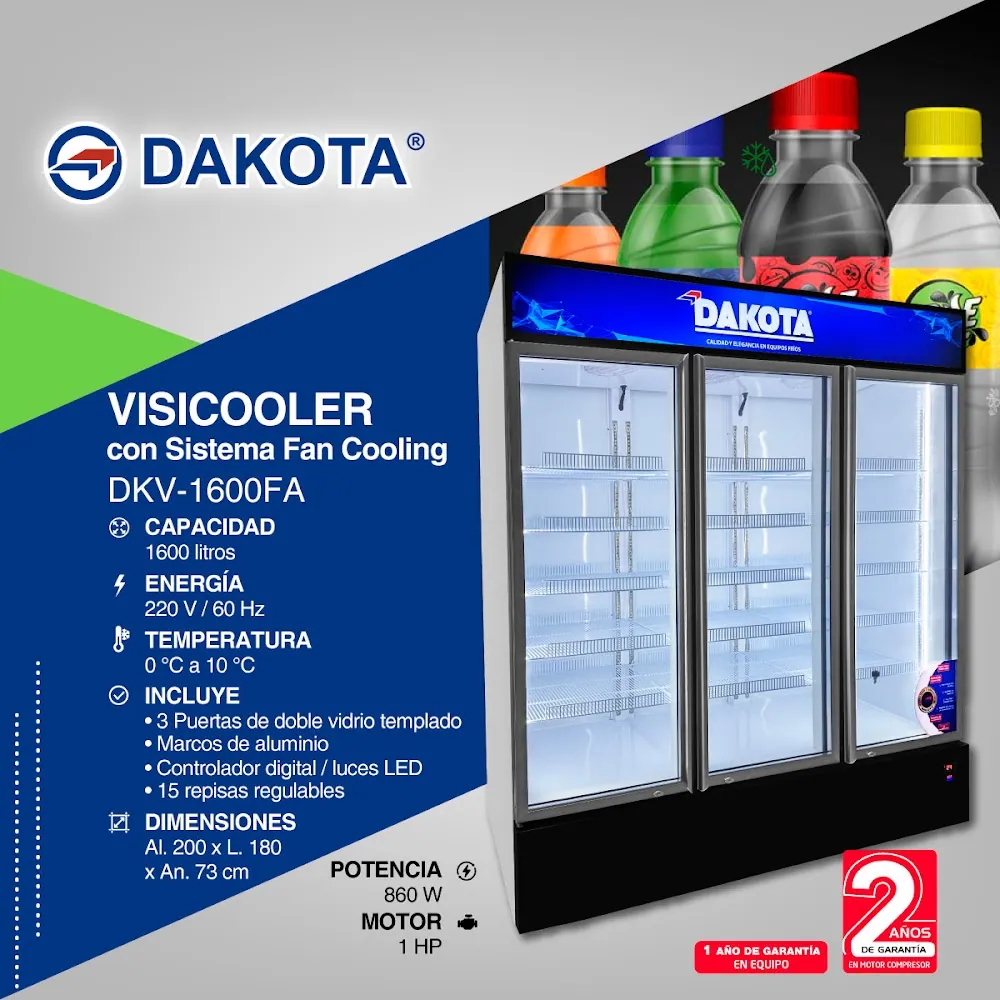 DAKOTA®
DAKOTA
CALIDAD Y ELEGANCIA EN EQUIPOS FRÍOS
VISICOOLER
con Sistema Fan Cooling
DKV-1600FA
CAPACIDAD
1600 litros
ENERGÍA
220 V / 60 Hz
TEMPERATURA
0 °C a 10 °C
INCLUYE
• 3 Puertas de doble vidrio templado
• Marcos de aluminio
• Controlador digital / luces LED
• 15 repisas regulables
DIMENSIONES
Al. 200 x L. 180
x An. 73 cm
POTENCIA
860 W
MOTOR
1 HP
1 AÑO DE GARANTÍA
EN EQUIPO
2
AÑOS
DE GARANTÍA
EN MOTOR COMPRESOR